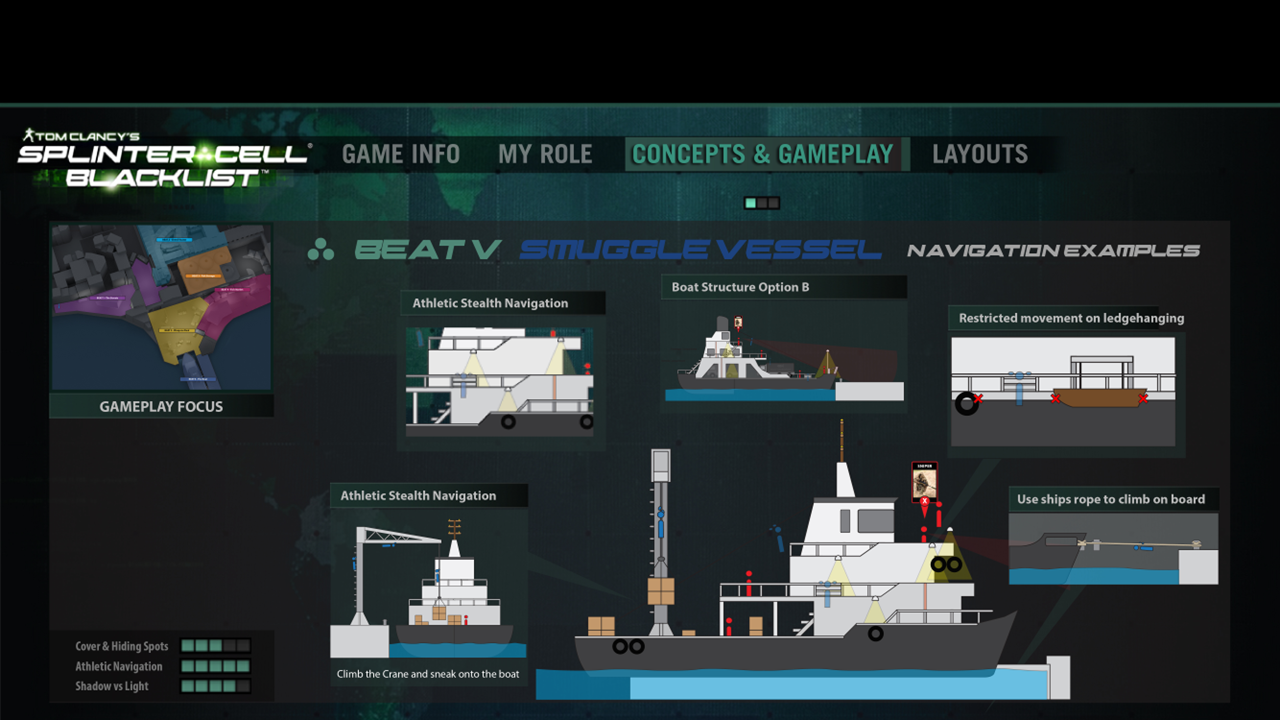 TOM CLANCY'S
SPLINTER CELL
BLACKLIST™
GAME INFO
MY ROLE
CONCEPTS & GAMEPLAY
LAYOUTS
BEAT V SMUGGLE VESSEL NAVIGATION EXAMPLES
GAMEPLAY FOCUS
Athletic Stealth Navigation
Boat Structure Option B
Restricted movement on ledgehanging
Athletic Stealth Navigation
Climb the Crane and sneak onto the boat
Use ships rope to climb on board
Cover & Hiding Spots
Athletic Navigation
Shadow vs Light